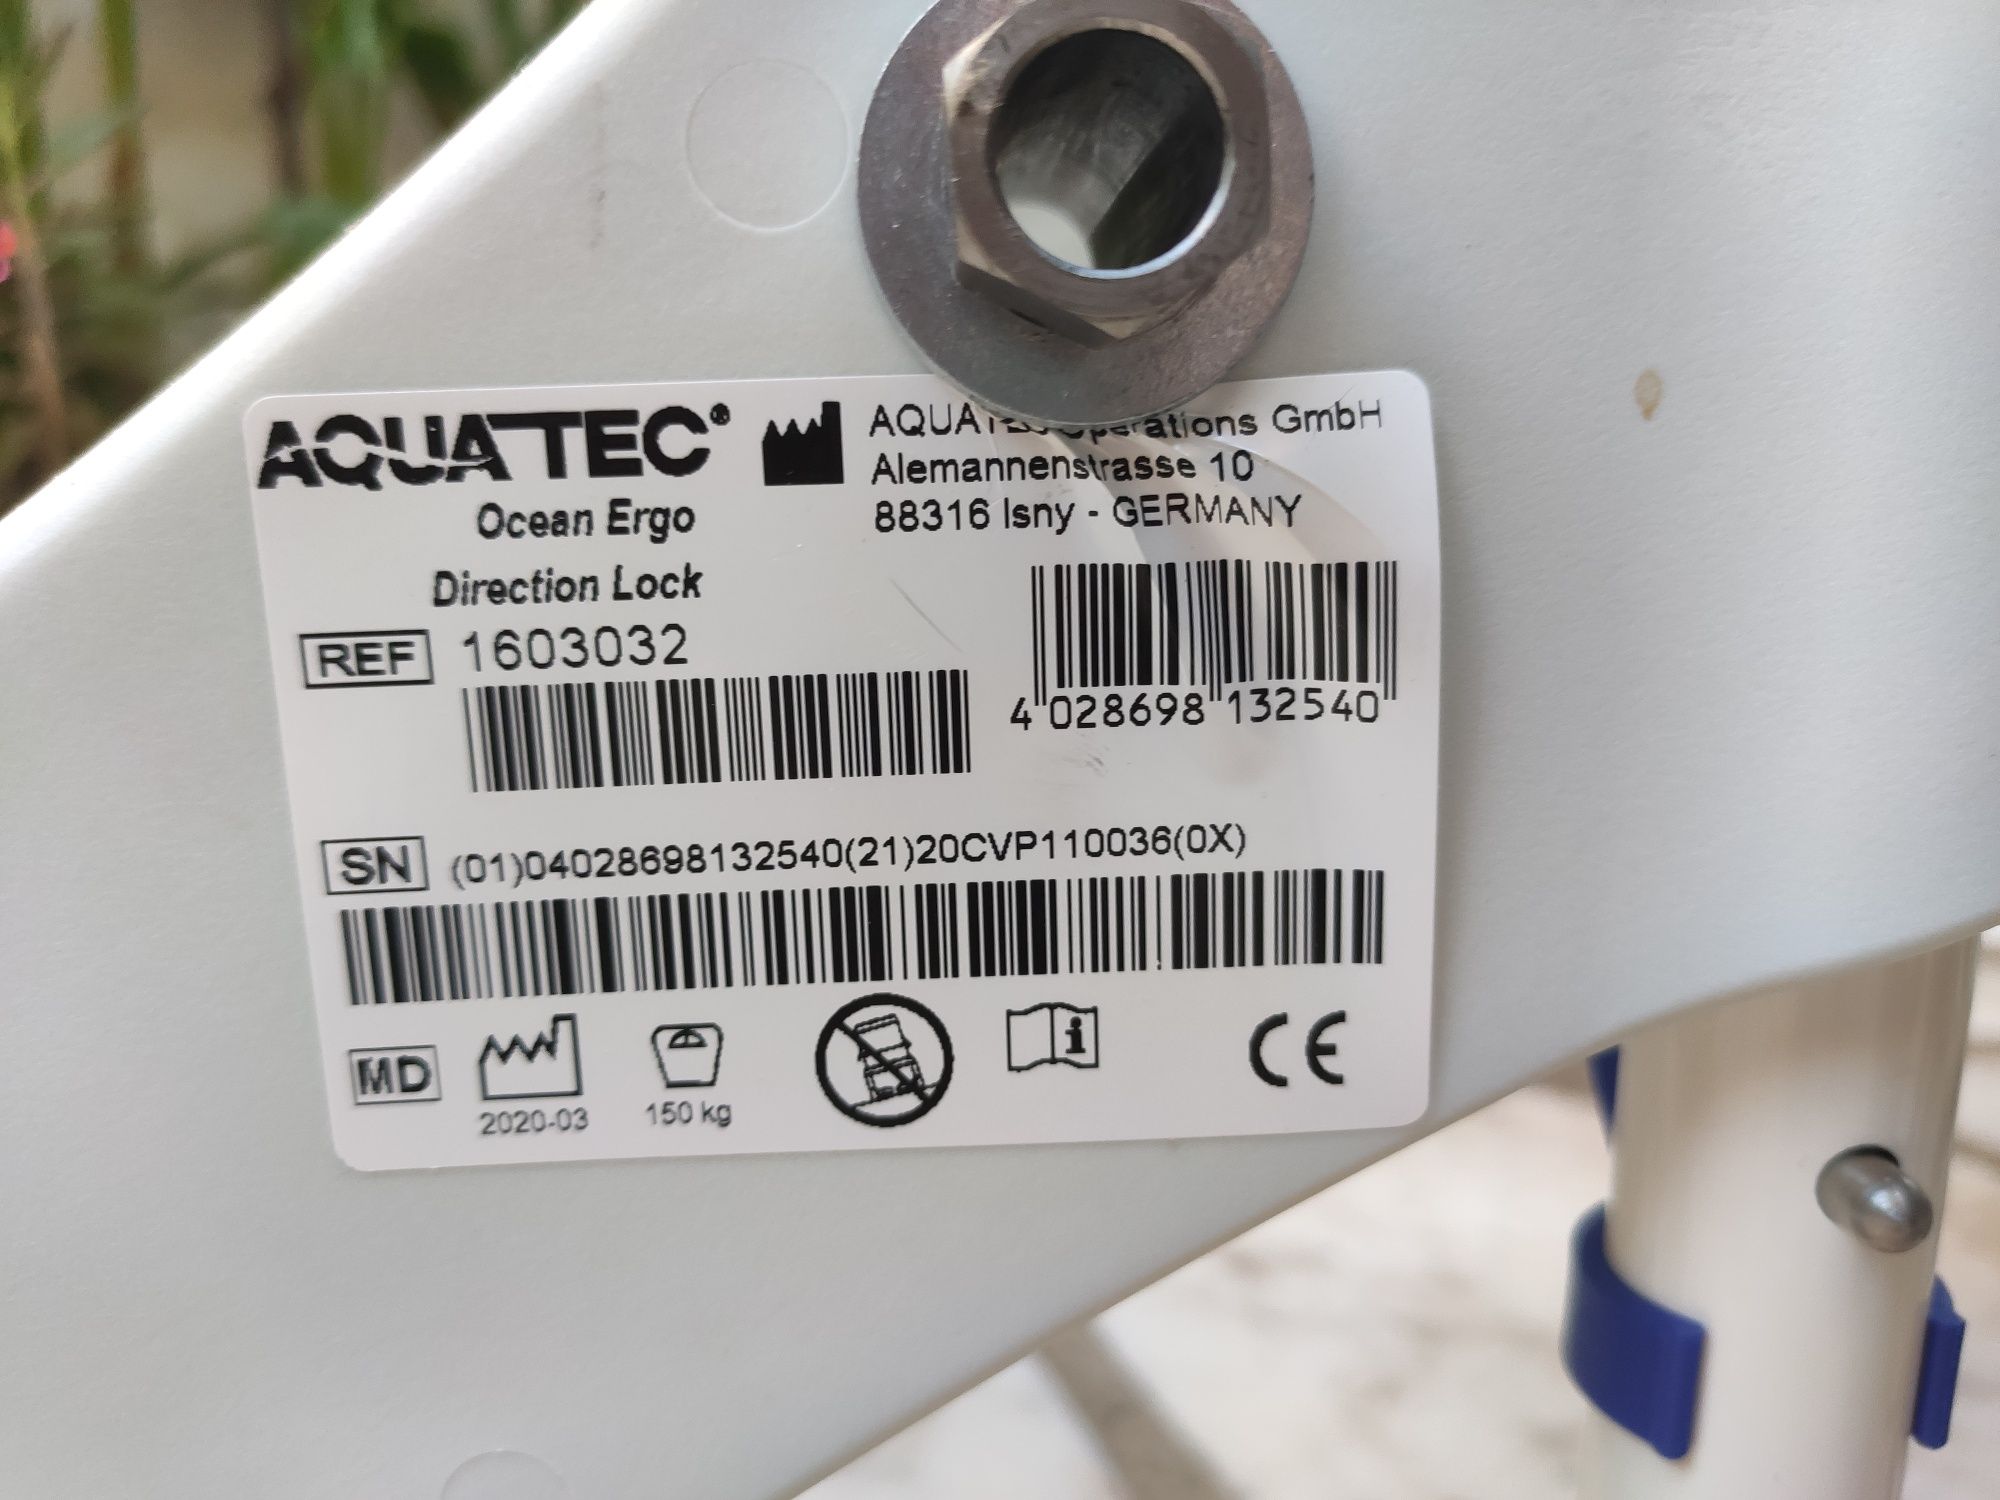 AQUATEC®
Ocean Ergo
Direction Lock
AQUATEC Operations GmbH
Alemannenstrasse 10
88316 Isny - GERMANY
REF 1603032
4 028698 132540
SN (01)04028698132540(21)20CVP110036(0X)
MD
2020-03
150 kg
i
CE